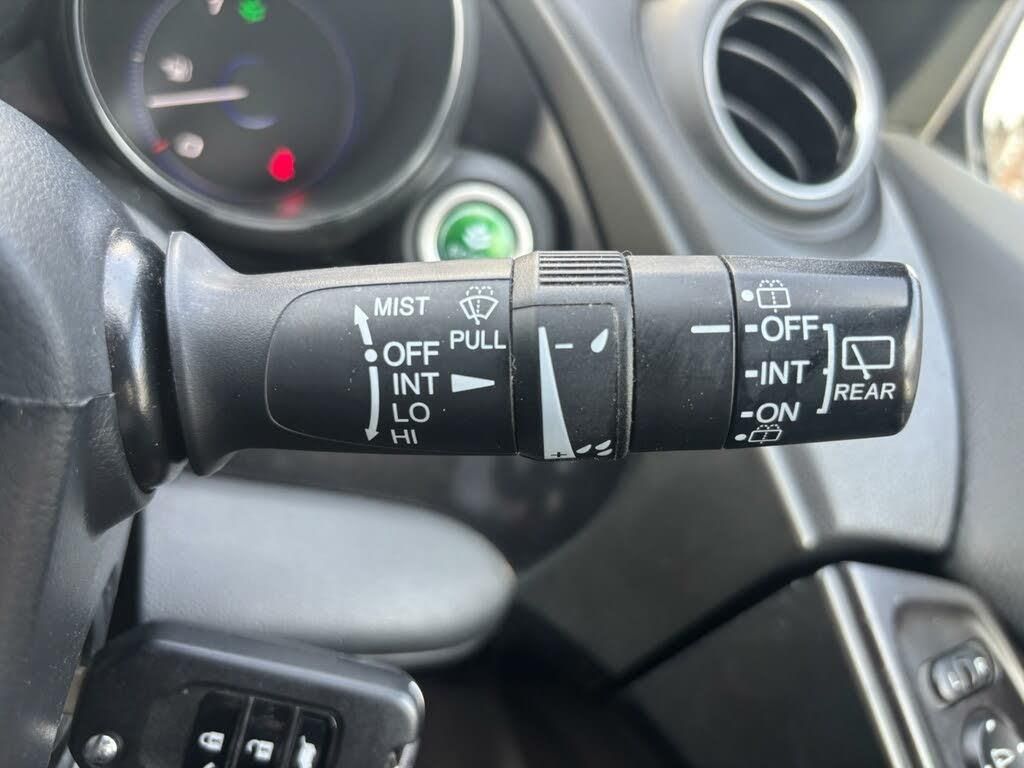 MIST
PULL
OFF
INT
LO
HI
- 
+
OFF
INT
ON
REAR